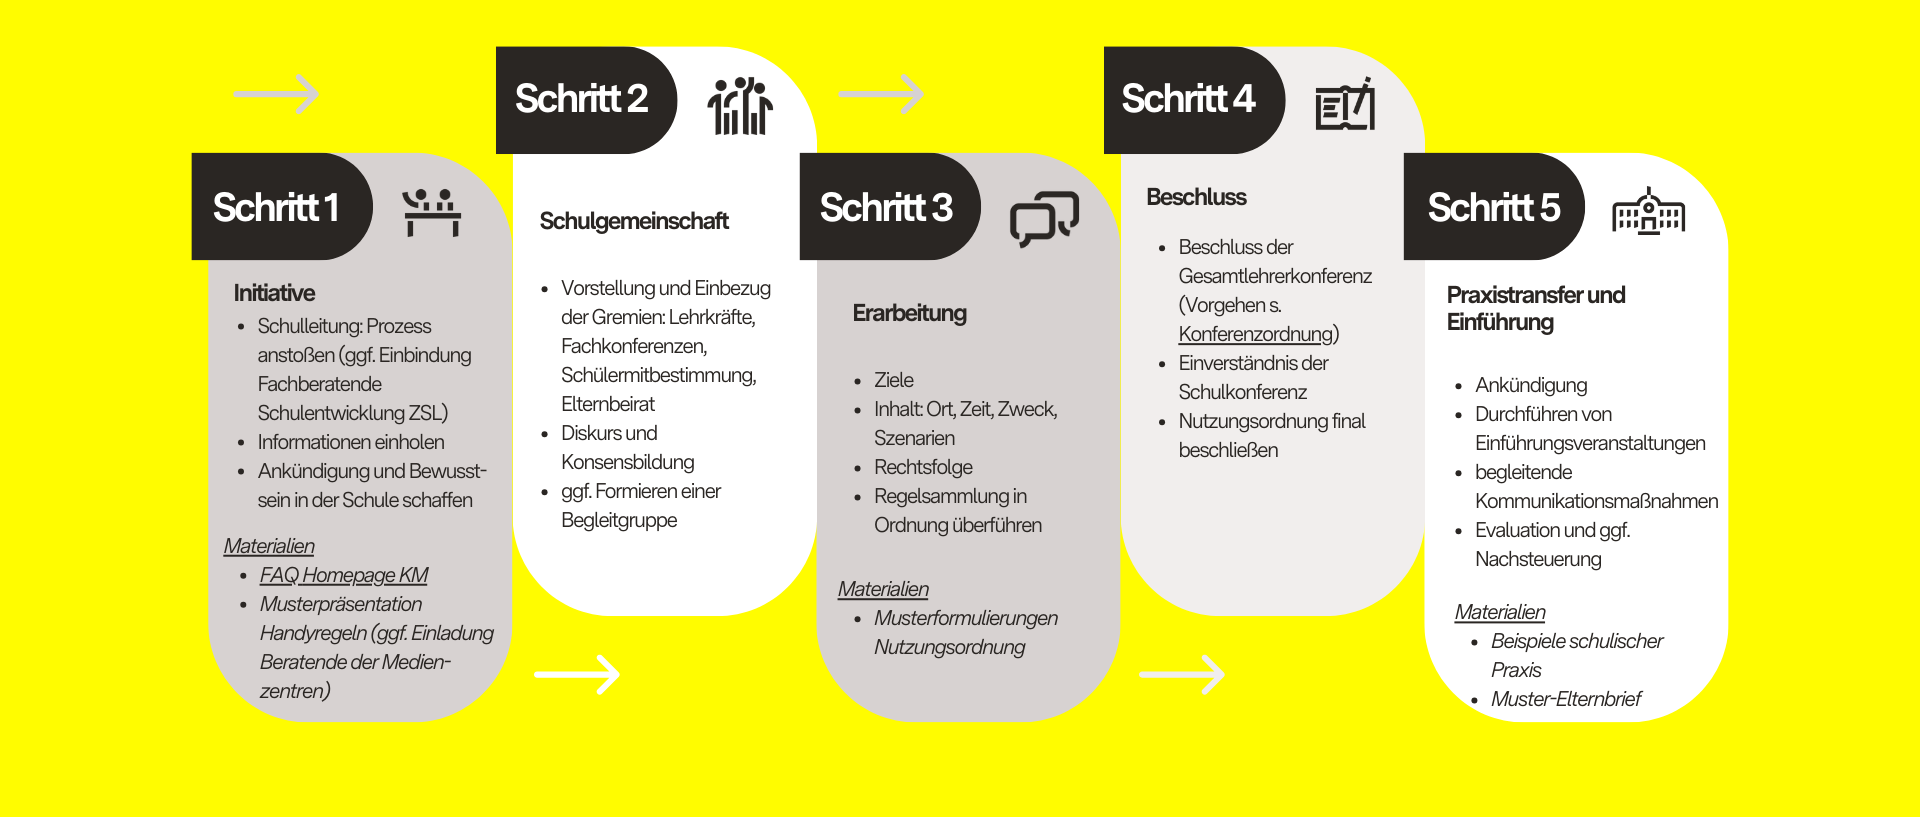 Schritt 1
Initiative
• Schulleitung: Prozess
anstoßen (ggf. Einbindung
Fachberatende
Schulentwicklung ZSL)
• Informationen einholen
• Ankündigung und Bewusst-
sein in der Schule schaffen
Materialien
• FAQ Homepage KM
• Musterpräsentation
Handyregeln (ggf. Einladung
Beratende der Medien-
zentren)
Schritt 2
Schulgemeinschaft
• Vorstellung und Einbezug
der Gremien: Lehrkräfte,
Fachkonferenzen,
Schülermitbestimmung,
Elternbeirat
• Diskurs und
Konsensbildung
• ggf. Formieren einer
Begleitgruppe
Schritt 3
Erarbeitung
• Ziele
• Inhalt: Ort, Zeit, Zweck,
Szenarien
• Rechtsfolge
• Regelsammlung in
Ordnung überführen
Materialien
• Musterformulierungen
Nutzungsordnung
Schritt 4
Beschluss
• Beschluss der
Gesamtlehrerkonferenz
(Vorgehen s.
Konferenzordnung)
• Einverständnis der
Schulkonferenz
• Nutzungsordnung final
beschließen
Schritt 5
Praxistransfer und
Einführung
• Ankündigung
• Durchführen von
Einführungsveranstaltungen
• begleitende
Kommunikationsmaßnahmen
• Evaluation und ggf.
Nachsteuerung
Materialien
• Beispiele schulischer
Praxis
• Muster-Elternbrief